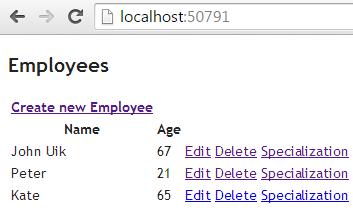 localhost:50791
Employees
Create new Employee
Name Age
John Uik 67 Edit Delete Specialization
Peter 21 Edit Delete Specialization
Kate 65 Edit Delete Specialization